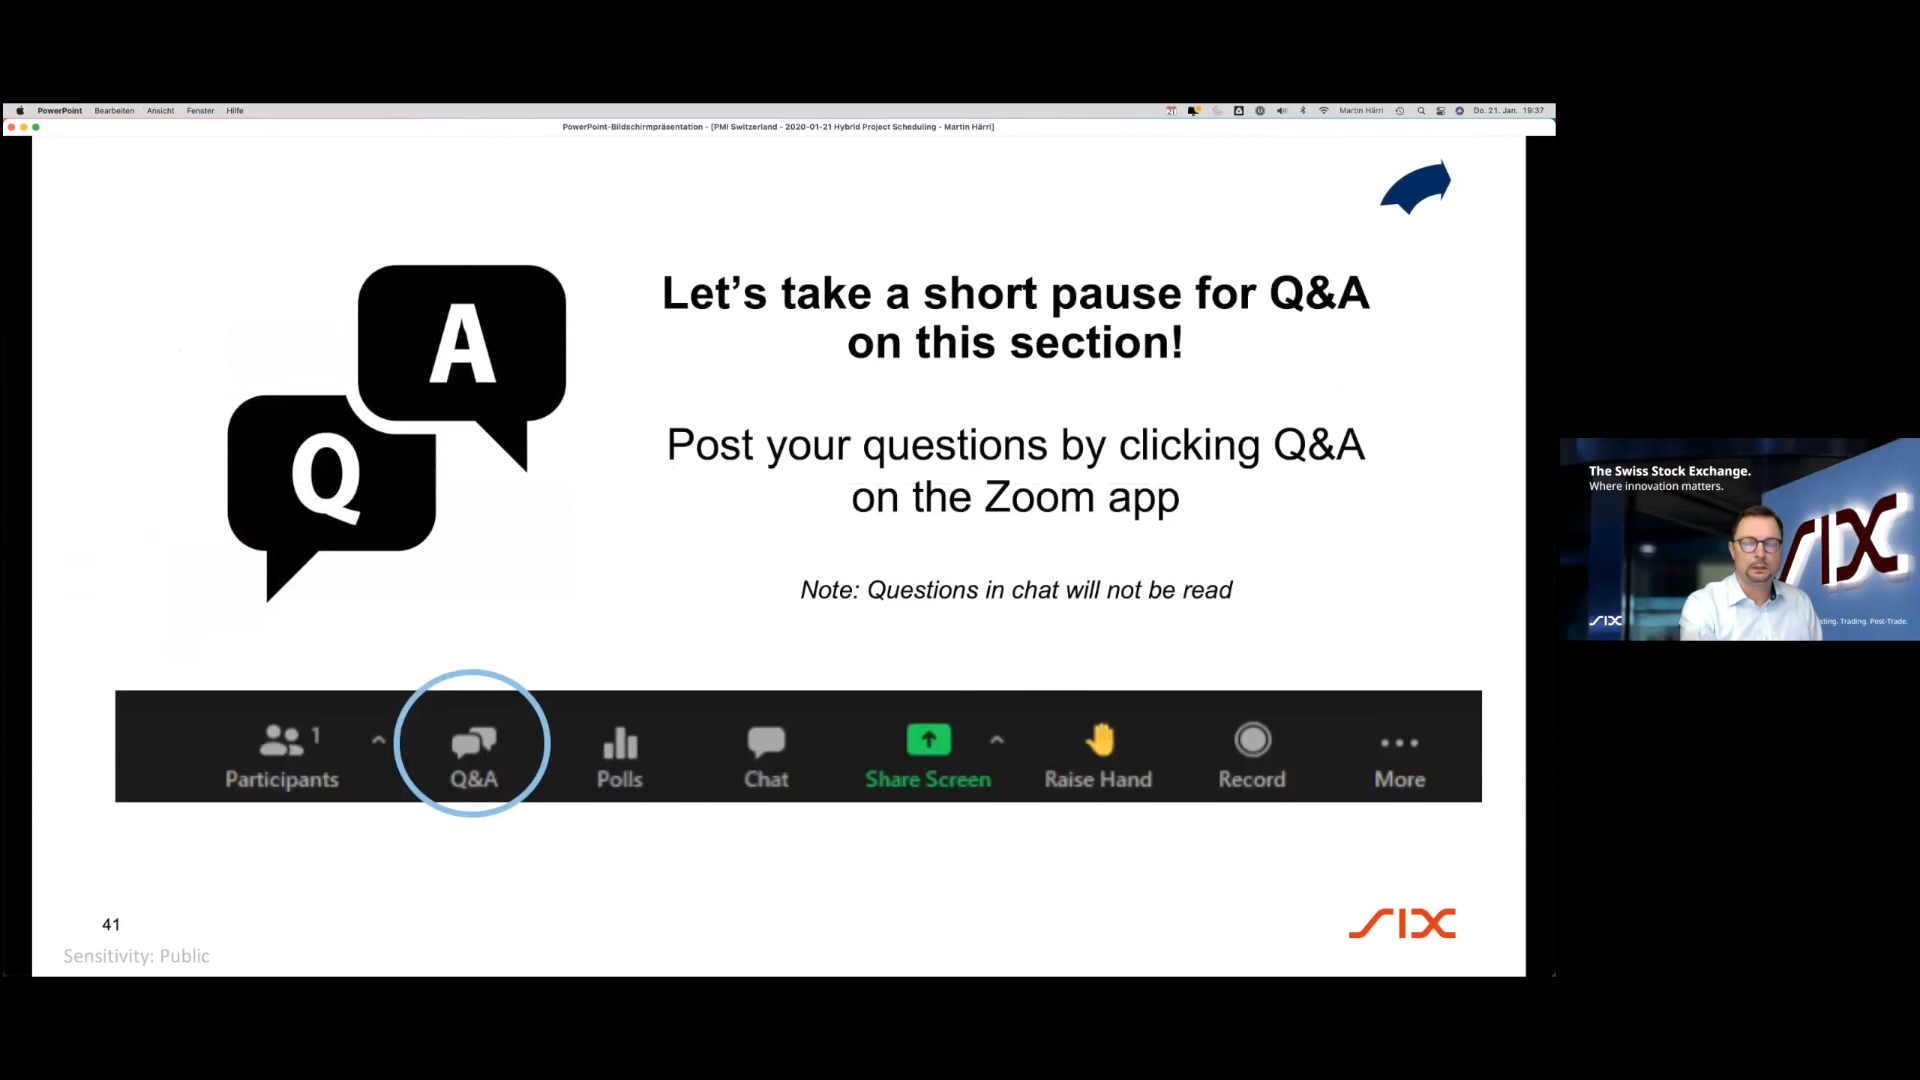 PowerPoint Bearbeiten Ansicht Fenster Hilfe
Martin Härri Do. 21. Jan. 19:37
PowerPoint-Bildschirmpräsentation - [PMI Switzerland - 2020-01-21 Hybrid Project Scheduling - Martin Härri]
A
Q
Let’s take a short pause for Q&A
on this section!
Post your questions by clicking Q&A
on the Zoom app
Note: Questions in chat will not be read
1
Participants Q&A Polls Chat Share Screen Raise Hand Record More
41
SIX
Sensitivity: Public
The Swiss Stock Exchange.
Where innovation matters.
SIX
SIX
Trading. Post-Trade.